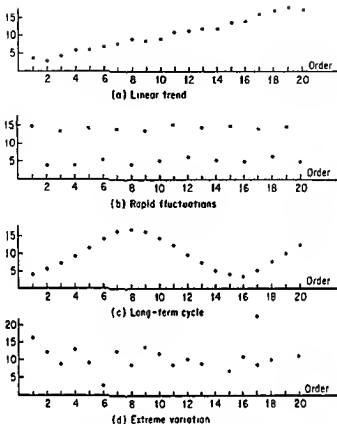 15
10
5
Order
2 4 6 8 10 12 14 16 18 20
(a) Linear trend
15
10
5
Order
2 4 6 8 10 12 14 16 18 20
(b) Rapid fluctuations
15
10
5
Order
2 4 6 8 10 12 14 16 18 20
(c) Long-term cycle
20
15
10
5
Order
2 4 6 8 10 12 14 16 18 20
(d) Extreme variation